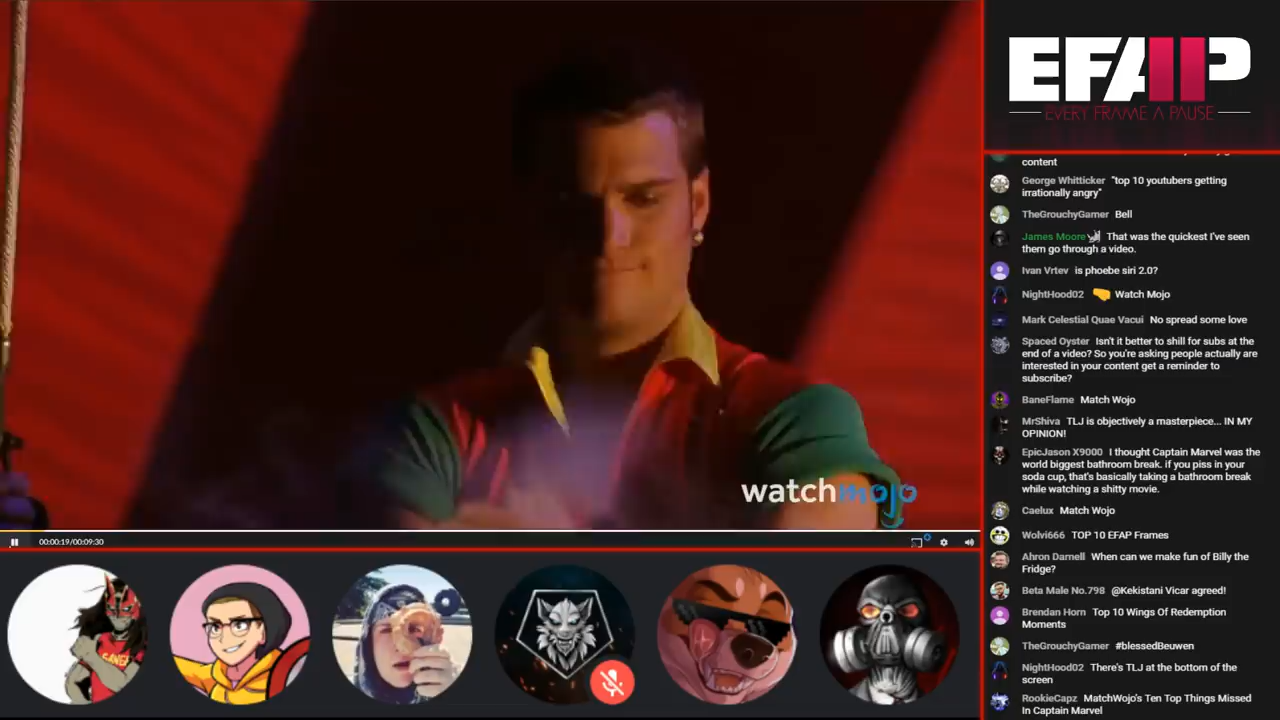 EFAP
EVERY FRAME A PAUSE
content
George Whitticker "top 10 youtubers getting
irrationally angry"
TheGrouchyGamer Bell
James Moore That was the quickest I've seen
them go through a video.
Ivan Vrtev is phoebe siri 2.0?
NightHood02 Watch Mojo
Mark Celestial Quae Vacui No spread some love
Spaced Oyster Isn't it better to shill for subs at the
end of a video? So you're asking people actually are
interested in your content get a reminder to
subscribe?
BaneFlame Match Wojo
MrShiva TLJ is objectively a masterpiece... IN MY
OPINION!
EpicJason X9000 I thought Captain Marvel was the
world biggest bathroom break. if you piss in your
soda cup, that's basically taking a bathroom break
while watching a shitty movie.
Caelux Match Wojo
Wolvi666 TOP 10 EFAP Frames
Ahron Darnell When can we make fun of Billy the
Fridge?
Beta Male No.798 @Kekistani Vicar agreed!
Brendan Horn Top 10 Wings Of Redemption
Moments
TheGrouchyGamer #blessedBeuwen
NightHood02 There's TLJ at the bottom of the
screen
RookieCapz MatchWojo's Ten Top Things Missed
In Captain Marvel
watchmojo
00:00:19/00:09:30